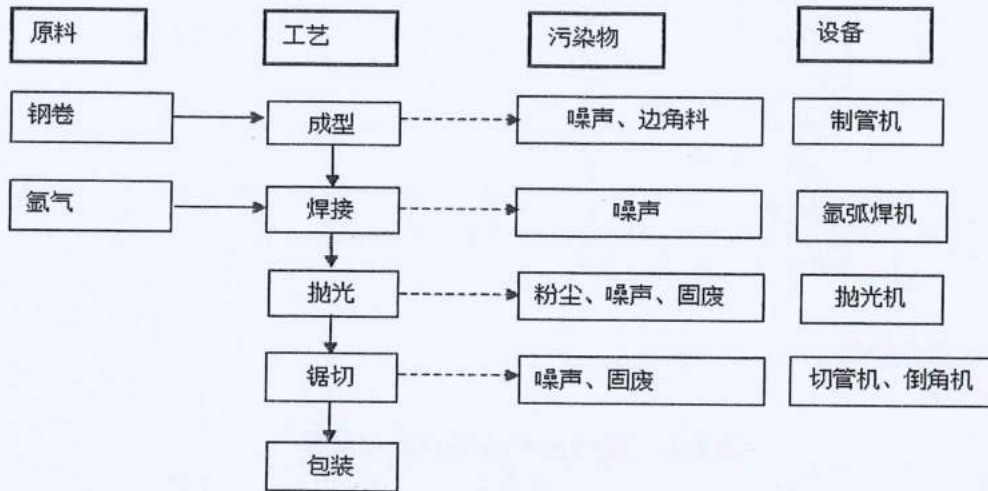 原料 工艺 污染物 设备
钢卷 成型 噪声、边角料 制管机
氩气 焊接 噪声 氩弧焊机
抛光 粉尘、噪声、固废 抛光机
锯切 噪声、固废 切管机、倒角机
包装